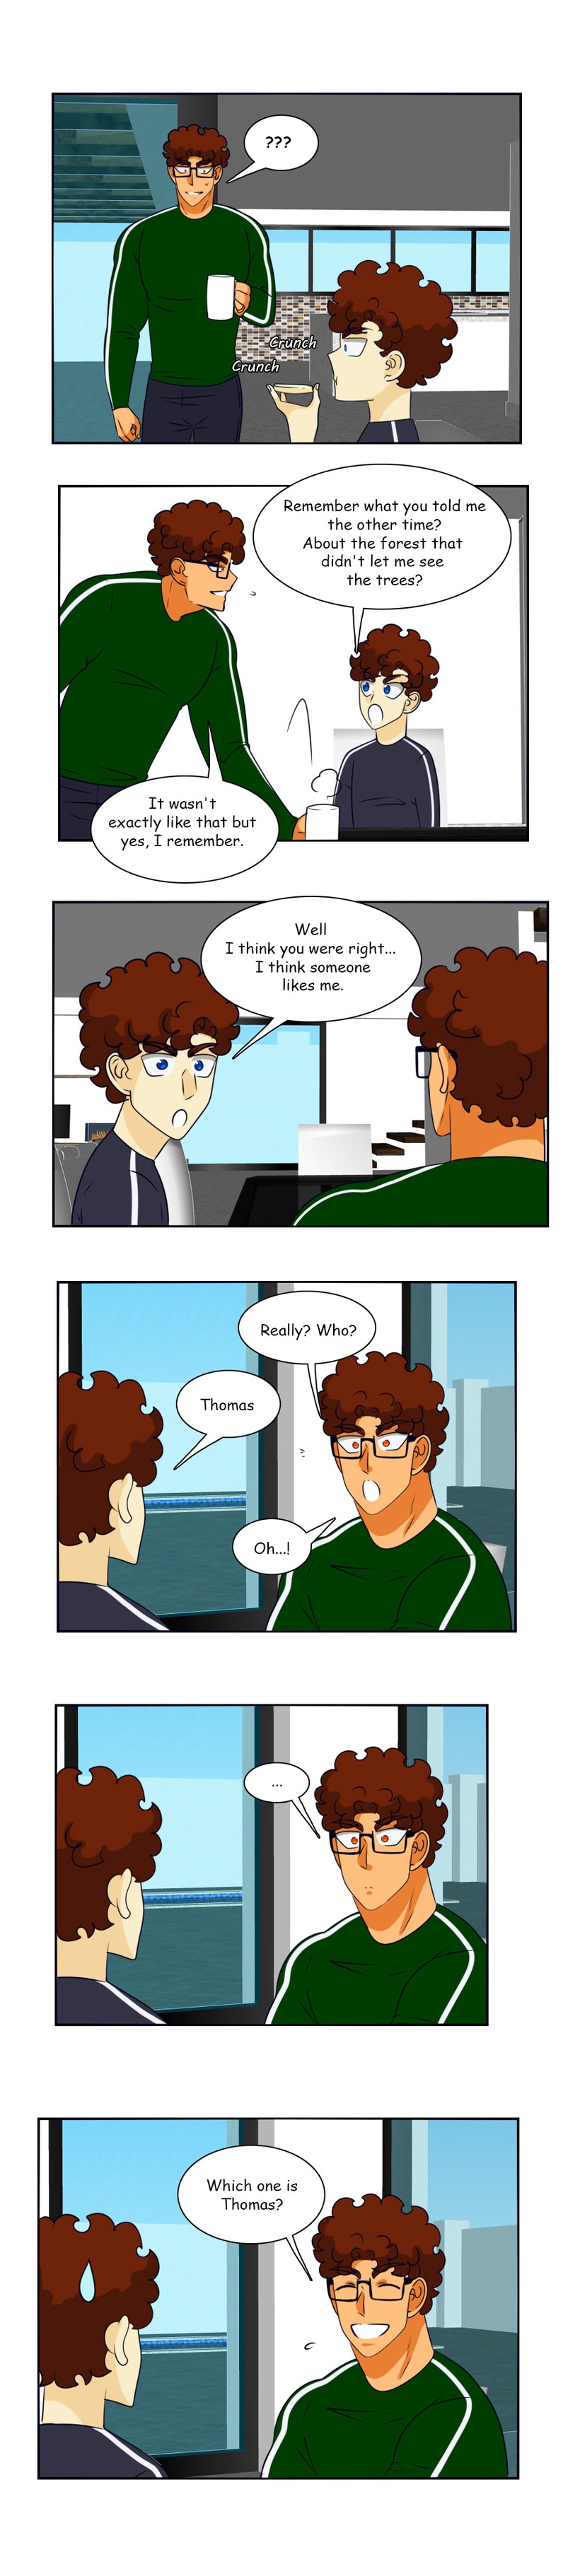 ???
Crunch
Crunch
Remember what you told me
the other time?
About the forest that
didn't let me see
the trees?
It wasn't
exactly like that but
yes, I remember.
Well
I think you were right...
I think someone
likes me.
Really? Who?
Thomas
Oh...!
...
Which one is
Thomas?